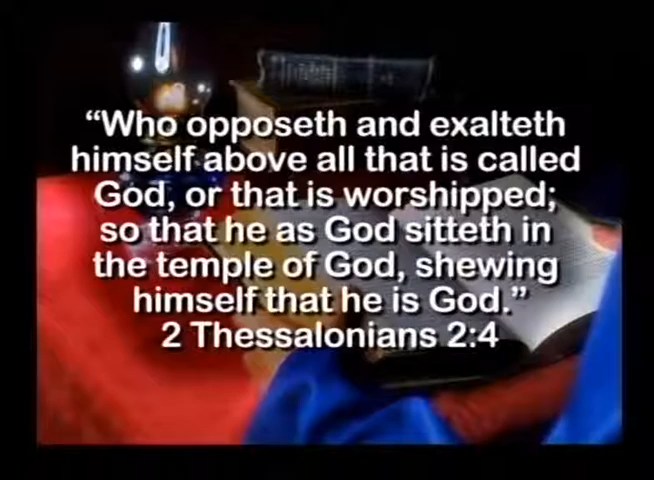 “Who opposeth and exalteth
himself above all that is called
God, or that is worshipped;
so that he as God sitteth in
the temple of God, shewing
himself that he is God.”
2 Thessalonians 2:4